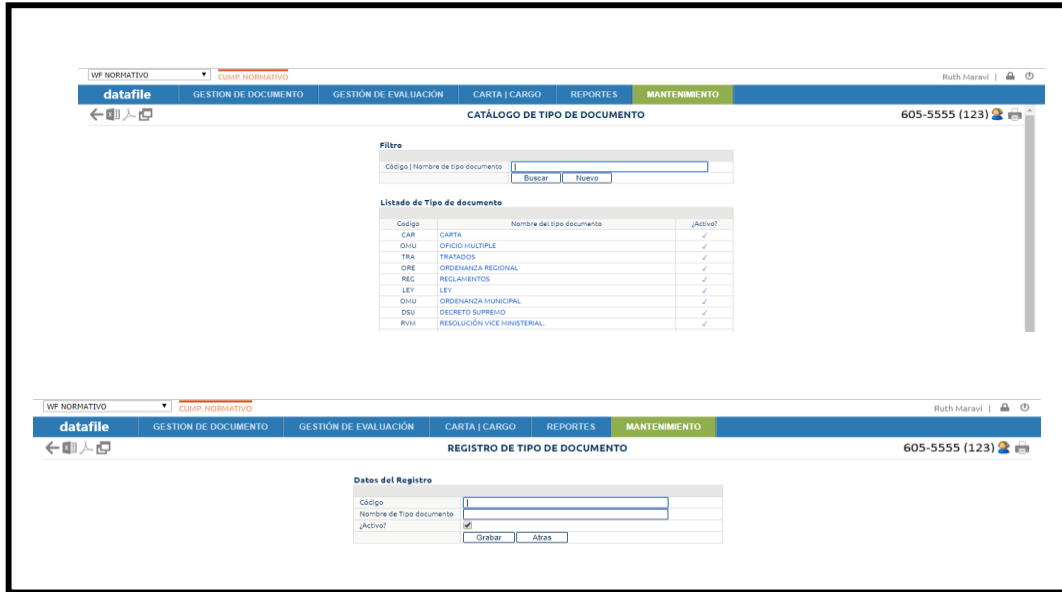 WF NORMATIVO CUMP. NORMATIVO Ruth Maravi |
datafile GESTION DE DOCUMENTO GESTIÓN DE EVALUACIÓN CARTA | CARGO REPORTES MANTENIMIENTO
CATÁLOGO DE TIPO DE DOCUMENTO 605-5555 (123)
Filtro
Código | Nombre de tipo documento
Buscar Nuevo
Listado de Tipo de documento
Codigo Nombre del tipo documento ¿Activo?
CAR CARTA ✓
OMU OFICIO MULTIPLE ✓
TRA TRATADOS ✓
ORE ORDENANZA REGIONAL ✓
REG REGLAMENTOS ✓
LEY LEY ✓
OMU ORDENANZA MUNICIPAL ✓
DSU DECRETO SUPREMO ✓
RVM RESOLUCIÓN VICE MINISTERIAL. ✓
WF NORMATIVO CUMP. NORMATIVO Ruth Maravi |
datafile GESTION DE DOCUMENTO GESTIÓN DE EVALUACIÓN CARTA | CARGO REPORTES MANTENIMIENTO
REGISTRO DE TIPO DE DOCUMENTO 605-5555 (123)
Datos del Registro
Código
Nombre de Tipo documento
¿Activo?
Grabar Atras